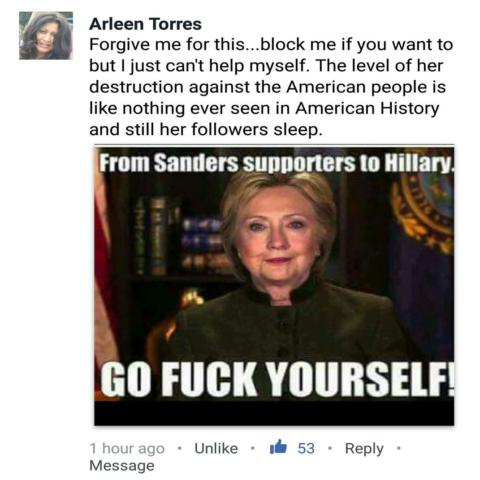 Arleen Torres
Forgive me for this...block me if you want to
but I just can't help myself. The level of her
destruction against the American people is
like nothing ever seen in American History
and still her followers sleep.
From Sanders supporters to Hillary.
GO FUCK YOURSELF!
1 hour ago • Unlike • 53 • Reply •
Message